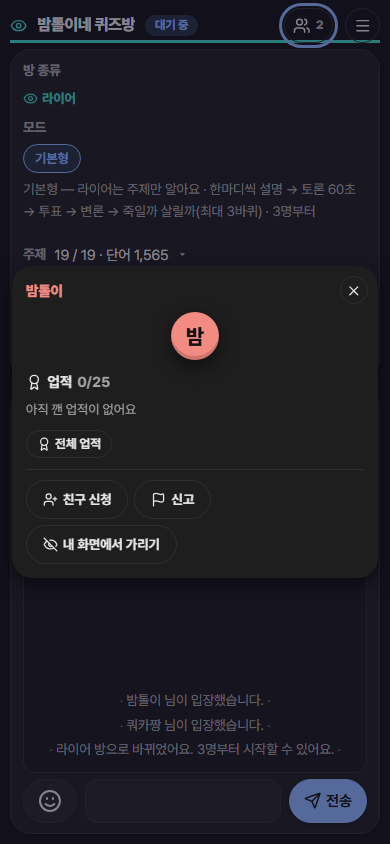 밤톨이네 퀴즈방 대기 중 2
방 종류
라이어
모드
기본형
기본형 — 라이어는 주제만 알아요 · 한마디씩 설명 → 토론 60초
→ 투표 → 변론 → 죽일까 살릴까(최대 3바퀴) · 3명부터
주제 19 / 19 · 단어 1,565
밤톨이
밤
업적 0/25
아직 깬 업적이 없어요
전체 업적
친구 신청 신고
내 화면에서 가리기
· 밤톨이 님이 입장했습니다. ·
· 쿼카짱 님이 입장했습니다. ·
· 라이어 방으로 바뀌었어요. 3명부터 시작할 수 있어요. ·
전송